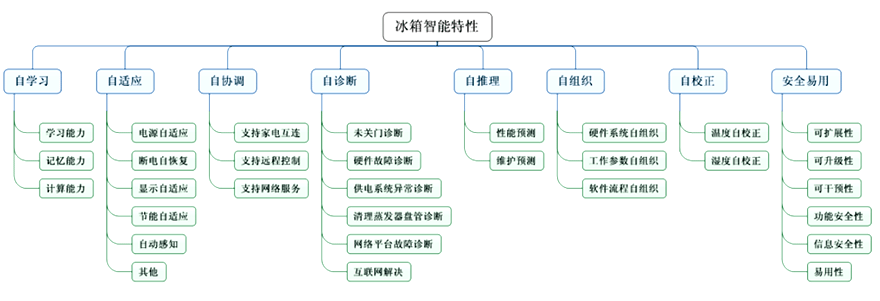 冰箱智能特性
自学习
自适应
自协调
自诊断
自推理
自组织
自校正
安全易用
学习能力
记忆能力
计算能力
电源自适应
断电自恢复
显示自适应
节能自适应
自动感知
其他
支持家电互连
支持远程控制
支持网络服务
未关门诊断
硬件故障诊断
供电系统异常诊断
清理蒸发器盘管诊断
网络平台故障诊断
互联网解决
性能预测
维护预测
硬件系统自组织
工作参数自组织
软件流程自组织
温度自校正
湿度自校正
可扩展性
可升级性
可干预性
功能安全性
信息安全性
易用性